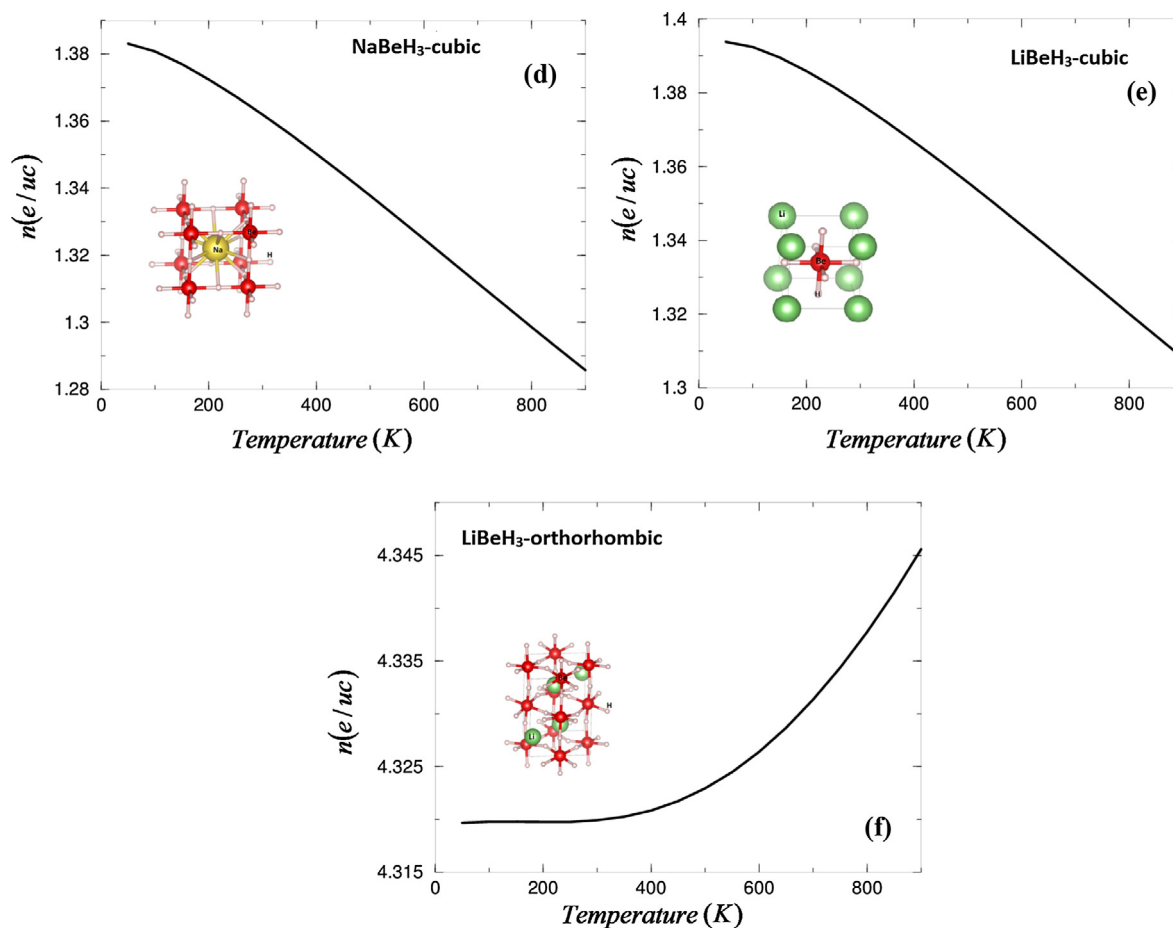 NaBeH₃-cubic
(d)
n(e/uc)
1.38
1.36
1.34
1.32
1.3
1.28
Be
Na
H
0 200 400 600 800
Temperature (K)
LiBeH₃-cubic
(e)
n(e/uc)
1.4
1.38
1.36
1.34
1.32
1.3
Li
Be
H
0 200 400 600 800
Temperature (K)
LiBeH₃-orthorhombic
(f)
n(e/uc)
4.345
4.335
4.325
4.315
Be
H
Li
0 200 400 600 800
Temperature (K)